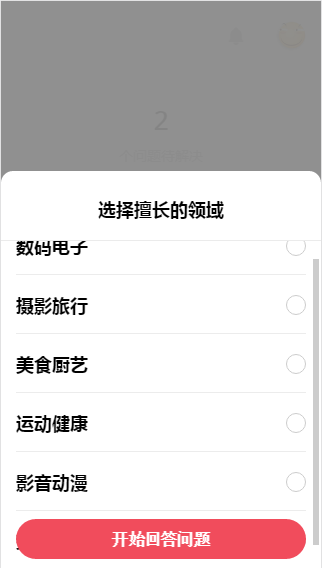 2
选择擅长的领域
数码电子
摄影旅行
美食厨艺
运动健康
影音动漫
开始回答问题